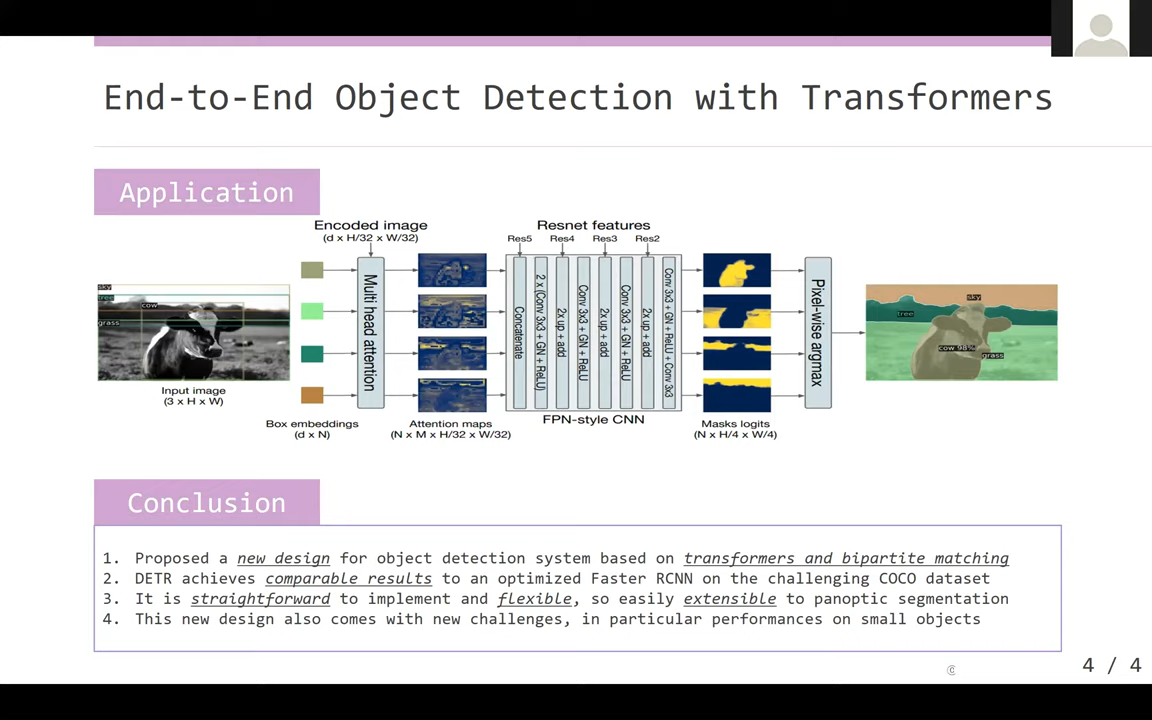 End-to-End Object Detection with Transformers
Application
Encoded image
(d x H/32 x W/32)
Resnet features
Res5 Res4 Res3 Res2
sky
tree
cow
grass
Input image
(3 x H x W)
Box embeddings
(d x N)
Multi head attention
Attention maps
(N x M x H/32 x W/32)
Concatenate
2 x (Conv 3x3 + GN + ReLU)
2x up + add
Conv 3x3 + GN + ReLU
2x up + add
Conv 3x3 + GN + ReLU
2x up + add
Conv 3x3 + GN + ReLU + Conv 3x3
FPN-style CNN
Masks logits
(N x H/4 x W/4)
Pixel-wise argmax
sky
tree
cow 98%
grass
Conclusion
1. Proposed a new design for object detection system based on transformers and bipartite matching
2. DETR achieves comparable results to an optimized Faster RCNN on the challenging COCO dataset
3. It is straightforward to implement and flexible, so easily extensible to panoptic segmentation
4. This new design also comes with new challenges, in particular performances on small objects
©
4 / 4